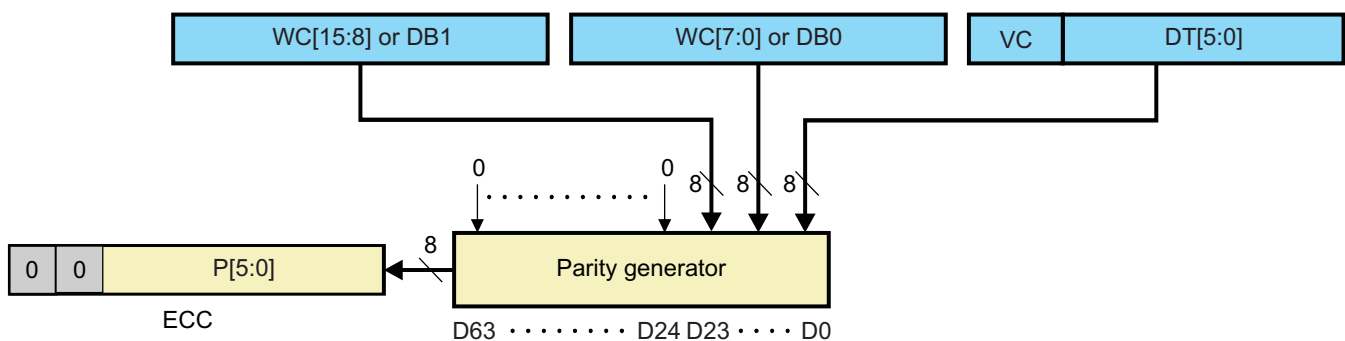 WC[15:8] or DB1
WC[7:0] or DB0
VC
DT[5:0]
0
0
8
8
8
8
0
0
P[5:0]
Parity generator
ECC
D63 · · · · · · · · D24 D23 · · · · D0